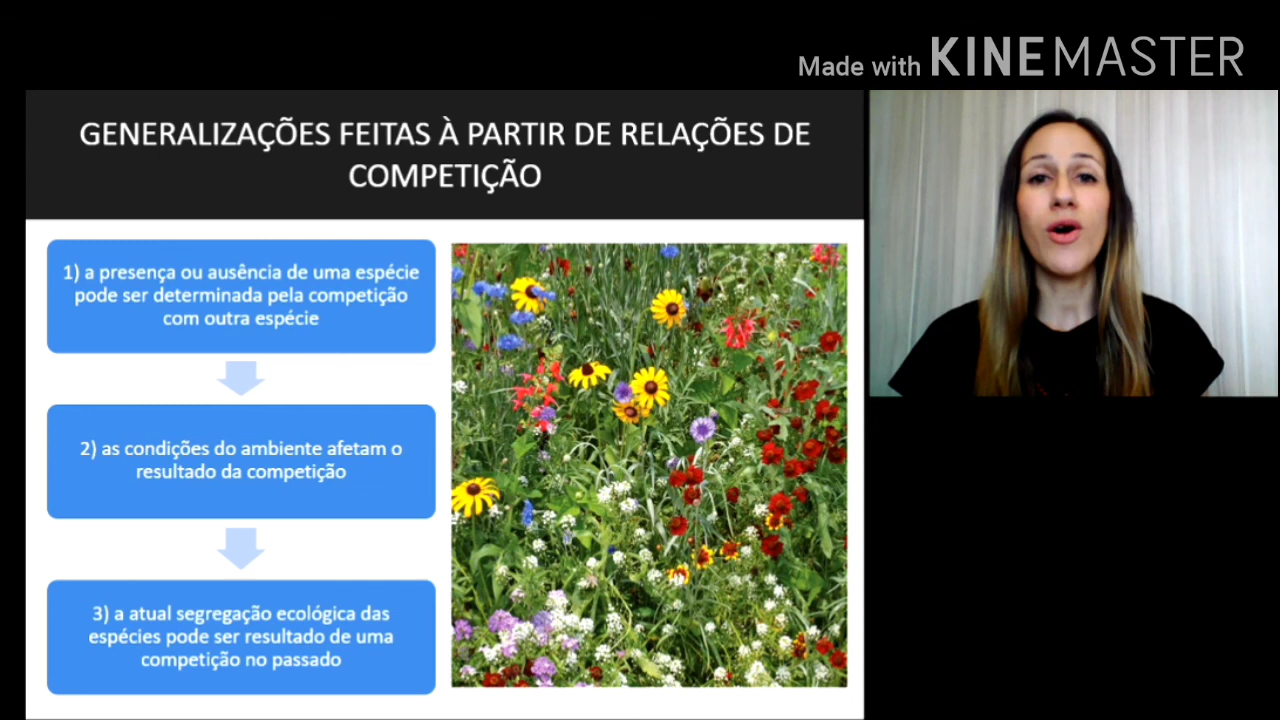 Made with KINEMASTER
GENERALIZAÇÕES FEITAS À PARTIR DE RELAÇÕES DE
COMPETIÇÃO
1) a presença ou ausência de uma espécie
pode ser determinada pela competição
com outra espécie
2) as condições do ambiente afetam o
resultado da competição
3) a atual segregação ecológica das
espécies pode ser resultado de uma
competição no passado